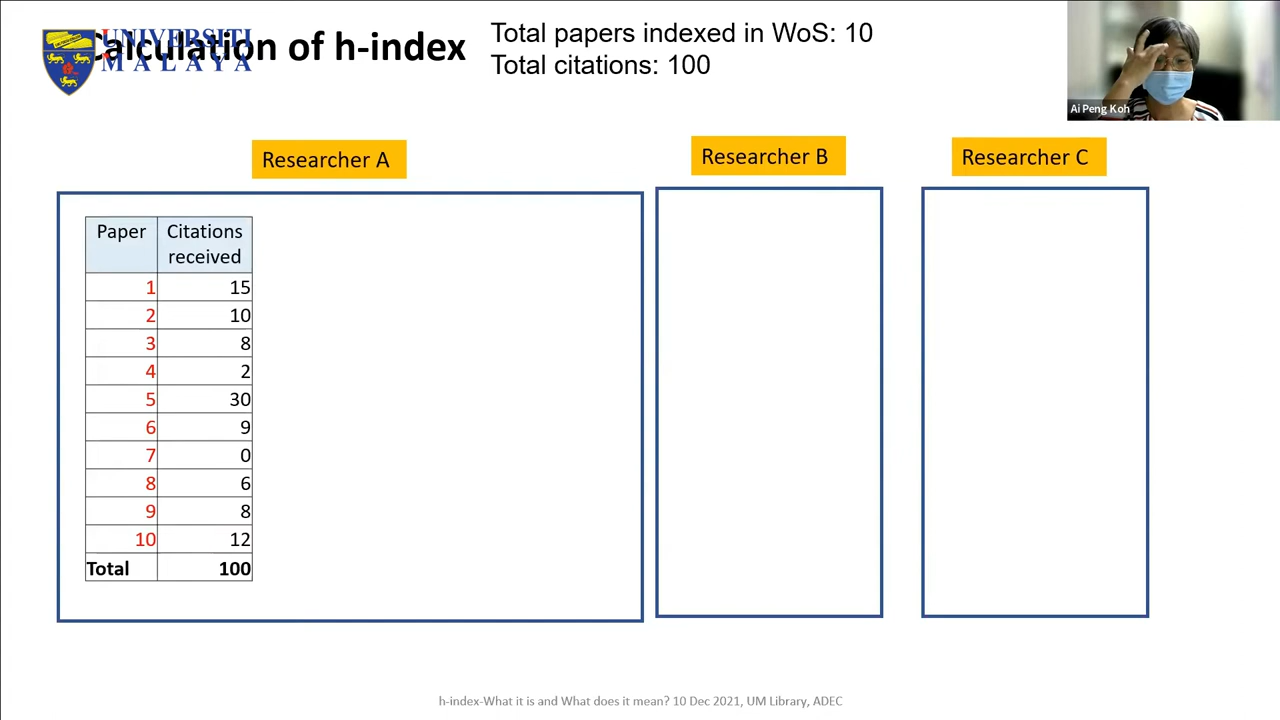 Calculation of h-index
UNIVERSITI
MALAYA
Total papers indexed in WoS: 10
Total citations: 100
Ai Peng Koh
Researcher A
Researcher B
Researcher C
Paper Citations received
1 15
2 10
3 8
4 2
5 30
6 9
7 0
8 6
9 8
10 12
Total 100
h-index-What it is and What does it mean? 10 Dec 2021, UM Library, ADEC